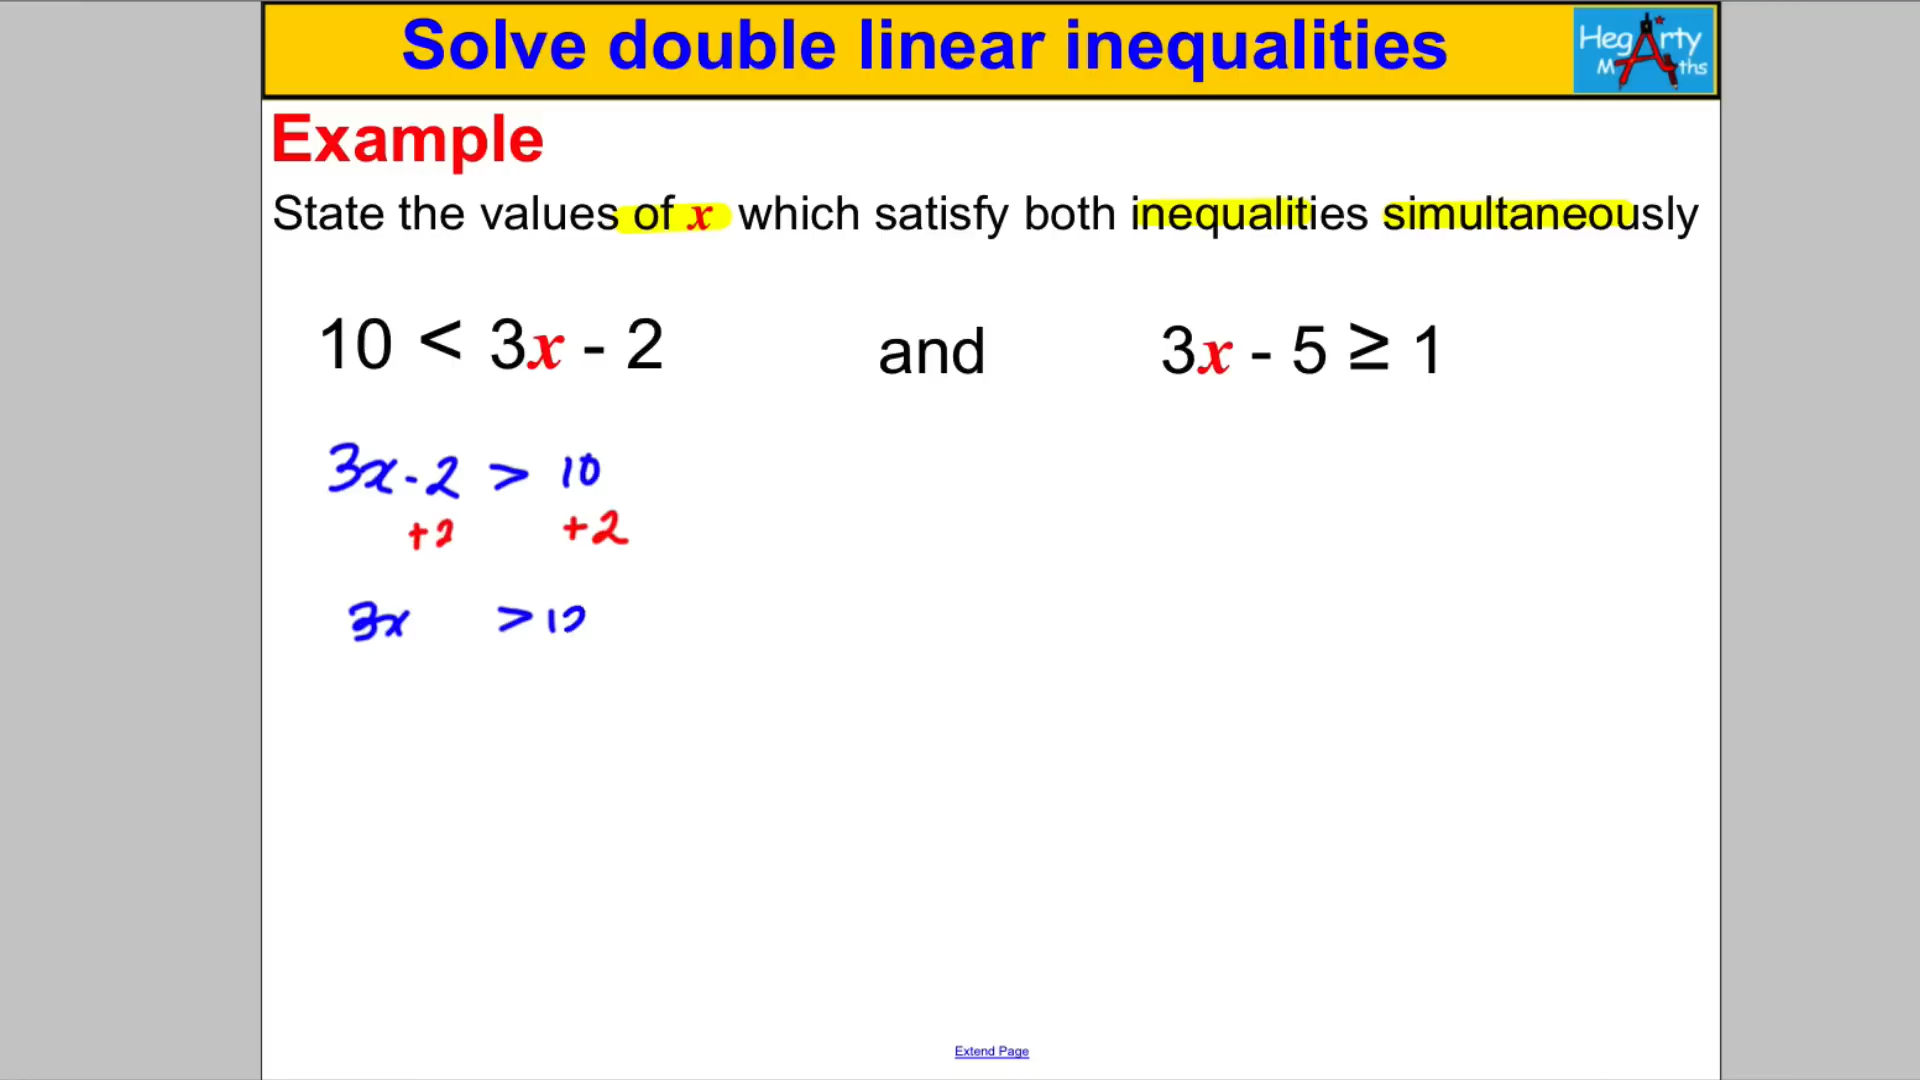 Solve double linear inequalities
Hegarty Maths
Example
State the values of x which satisfy both inequalities simultaneously
10 < 3x - 2 and 3x - 5 ≥ 1
3x - 2 > 10
+2 +2
3x > 12
Extend Page